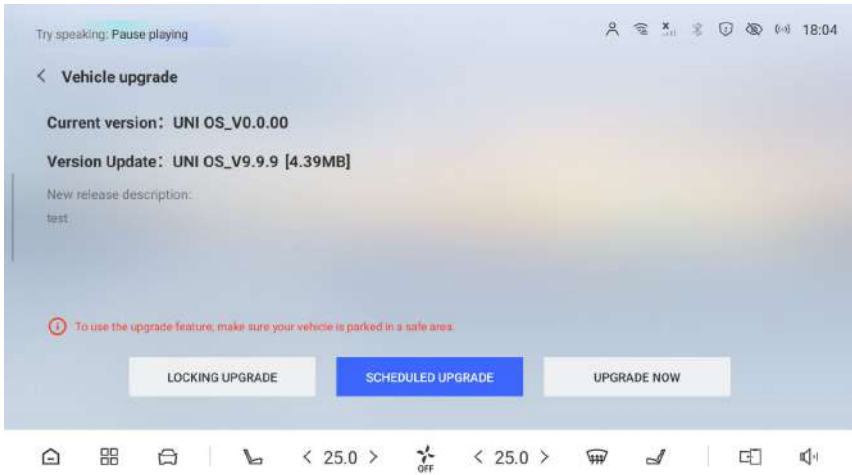 Try speaking: Pause playing
18:04
Vehicle upgrade
Current version: UNI OS_V0.0.00
Version Update: UNI OS_V9.9.9 [4.39MB]
New release description:
test
To use the upgrade feature, make sure your vehicle is parked in a safe area.
LOCKING UPGRADE
SCHEDULED UPGRADE
UPGRADE NOW
< 25.0 >
OFF
< 25.0 >